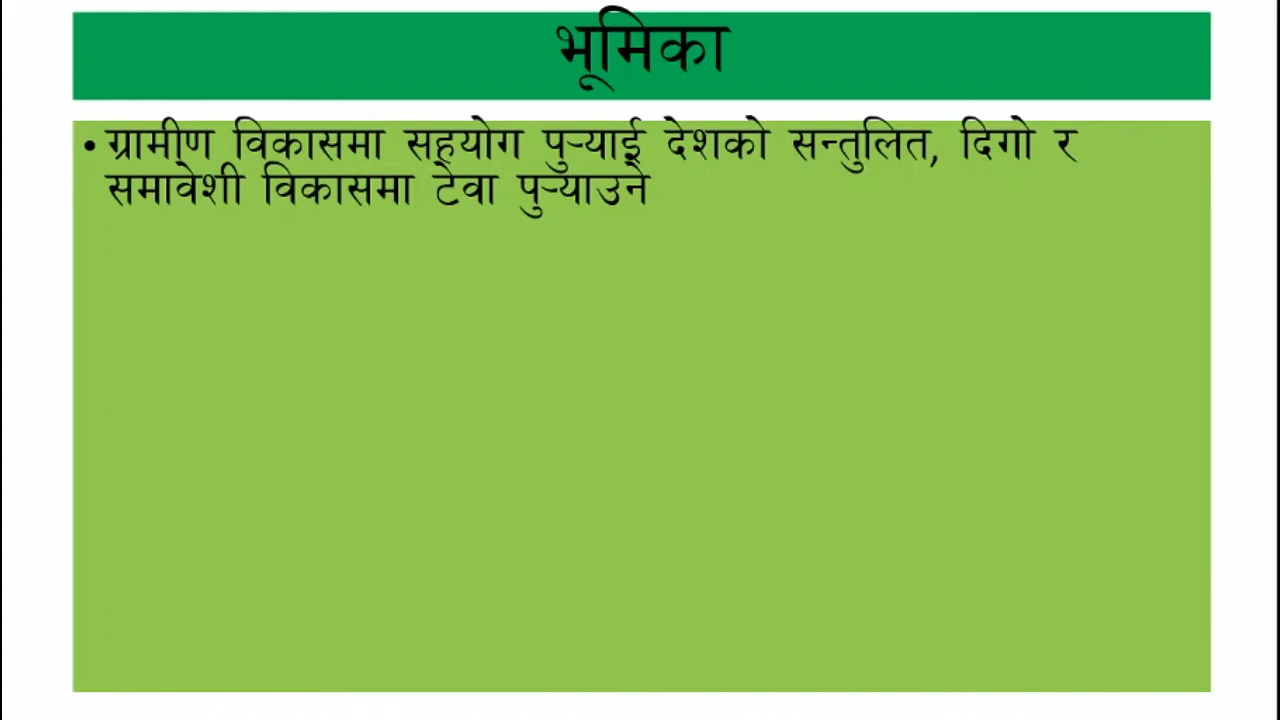 भूमिका
• ग्रामीण विकासमा सहयोग पुऱ्याई देशको सन्तुलित, दिगो र
समावेशी विकासमा टेवा पुऱ्याउने